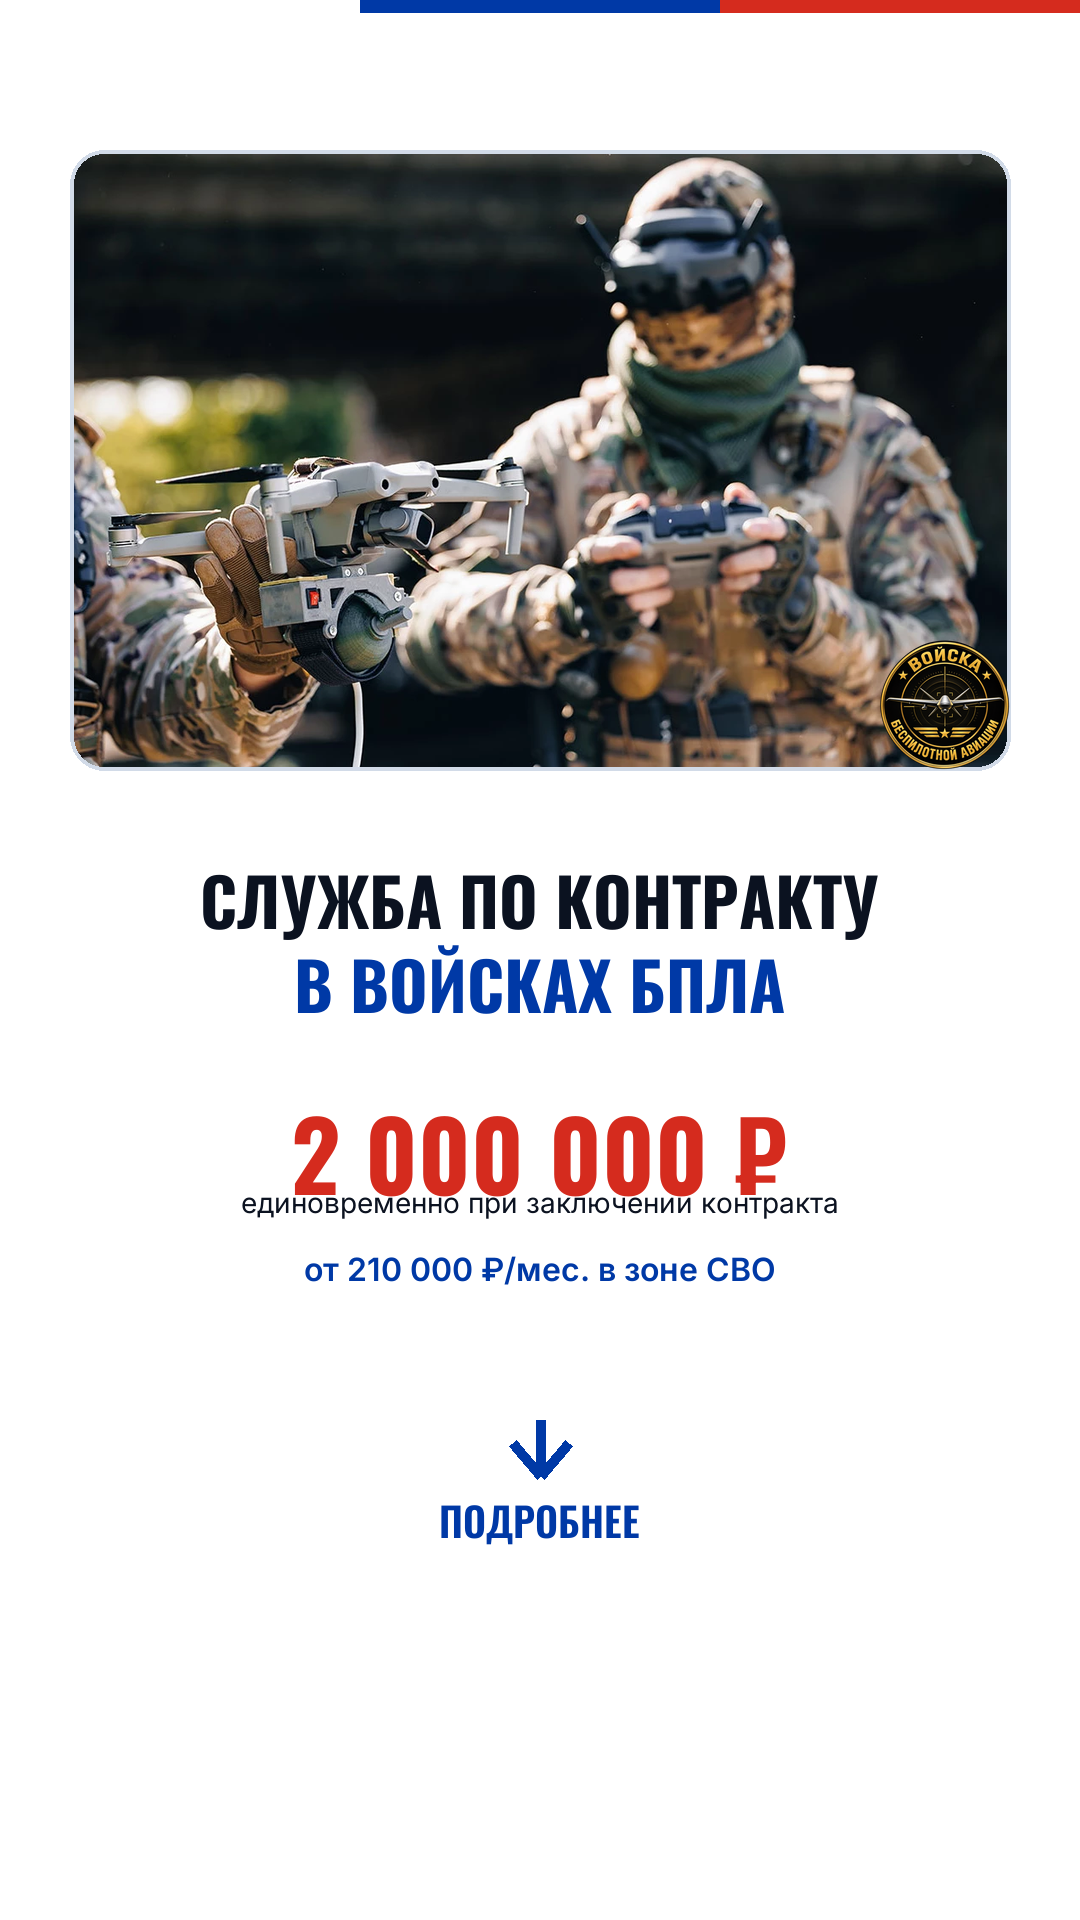 ВОЙСКА
БЕСПИЛОТНОЙ АВИАЦИИ
СЛУЖБА ПО КОНТРАКТУ
В ВОЙСКАХ БПЛА
2 000 000 ₽
единовременно при заключении контракта
от 210 000 ₽/мес. в зоне СВО
ПОДРОБНЕЕ